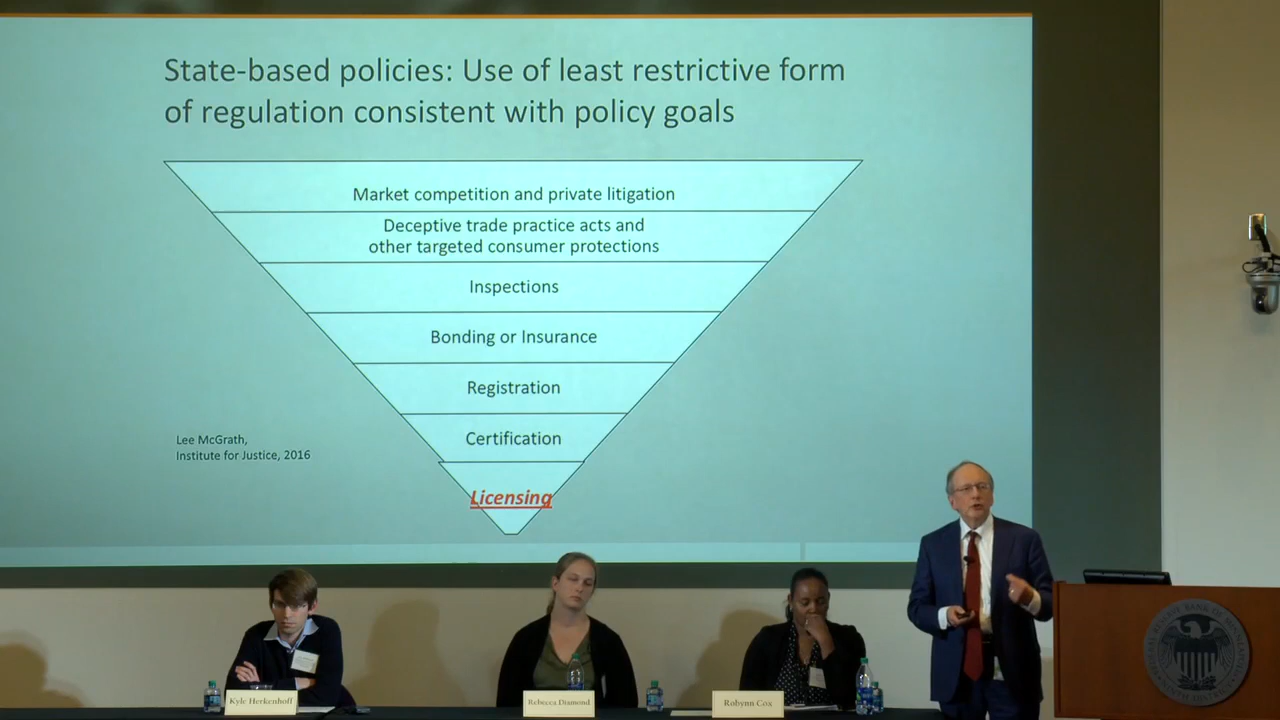 State-based policies: Use of least restrictive form
of regulation consistent with policy goals
Market competition and private litigation
Deceptive trade practice acts and
other targeted consumer protections
Inspections
Bonding or Insurance
Registration
Certification
Lee McGrath,
Institute for Justice, 2016
Licensing
Kyle Herkenhoff
Rebecca Diamond
Robynn Cox